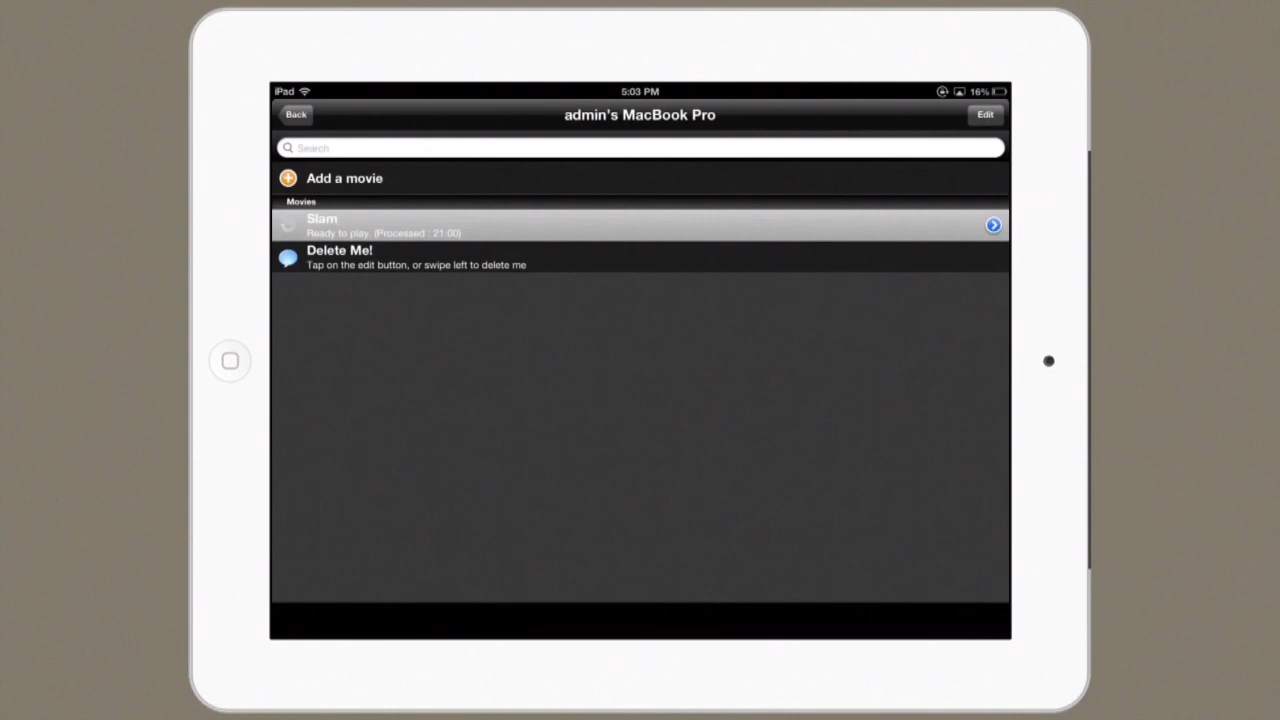 iPad
5:03 PM
16%
Back
admin's MacBook Pro
Edit
Search
Add a movie
Movies
Slam
Ready to play. (Processed : 21:00)
Delete Me!
Tap on the edit button, or swipe left to delete me